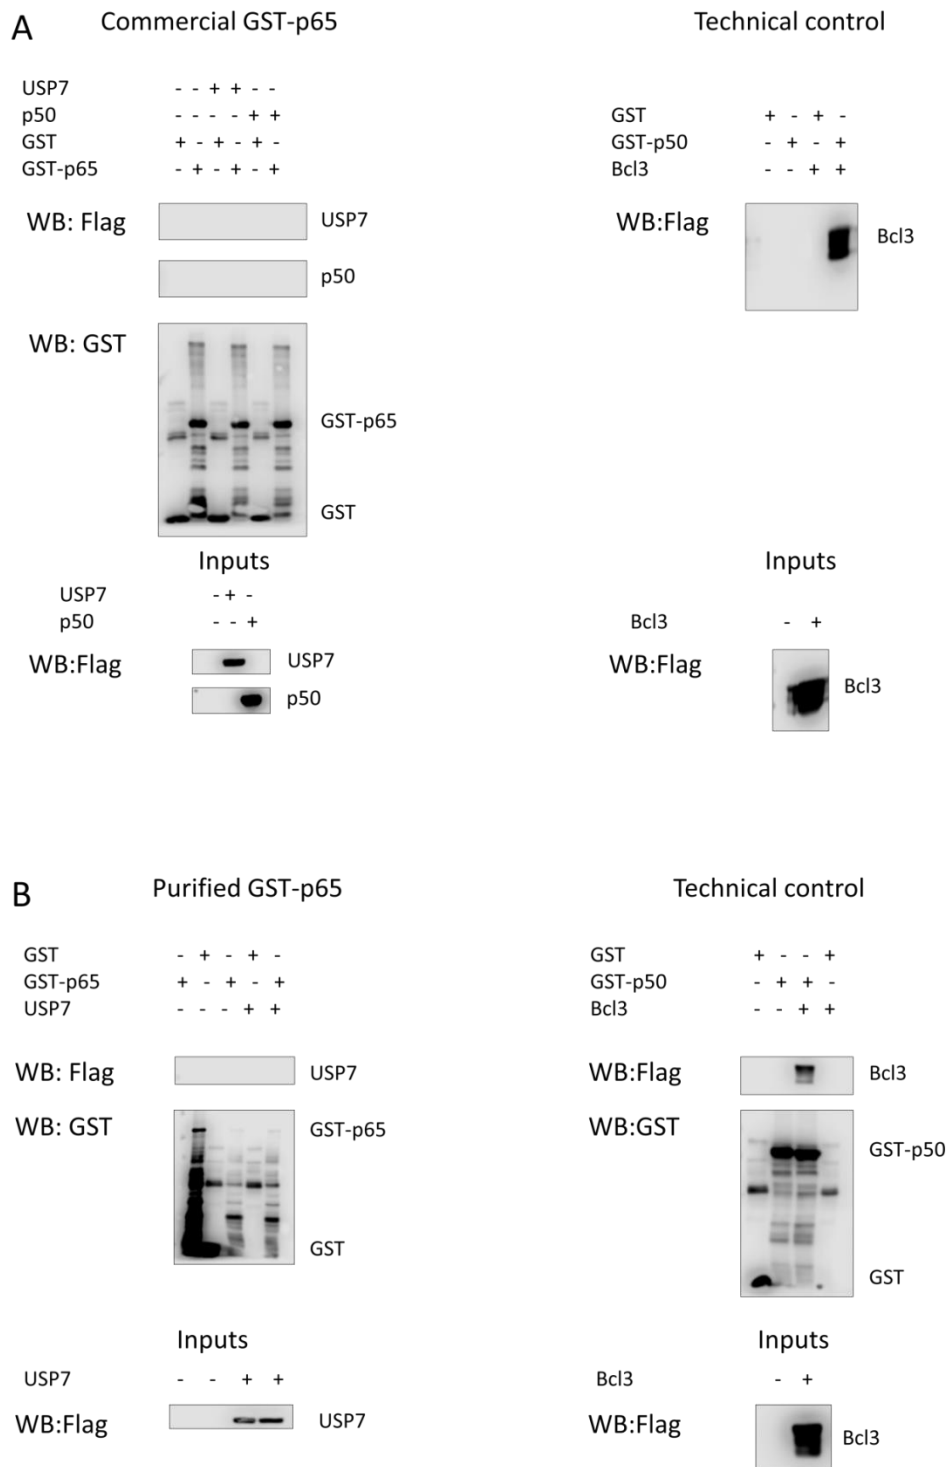 A Commercial GST-p65
USP7 - - + + - -
p50 - - - - + +
GST + - + - + -
GST-p65 - + - + - +
WB: Flag USP7
p50
WB: GST
GST-p65
GST
Inputs
USP7 - + -
p50 - - +
WB:Flag USP7
p50
Technical control
GST + - + -
GST-p50 - + - +
Bcl3 - - + +
WB:Flag Bcl3
Inputs
Bcl3 - +
WB:Flag Bcl3
B Purified GST-p65
GST - + - + -
GST-p65 + - + - +
USP7 - - - + +
WB: Flag USP7
WB: GST GST-p65
GST
Inputs
USP7 - - + +
WB:Flag USP7
Technical control
GST + - - +
GST-p50 - + + -
Bcl3 - - + +
WB:Flag Bcl3
WB:GST GST-p50
GST
Inputs
Bcl3 - +
WB:Flag Bcl3